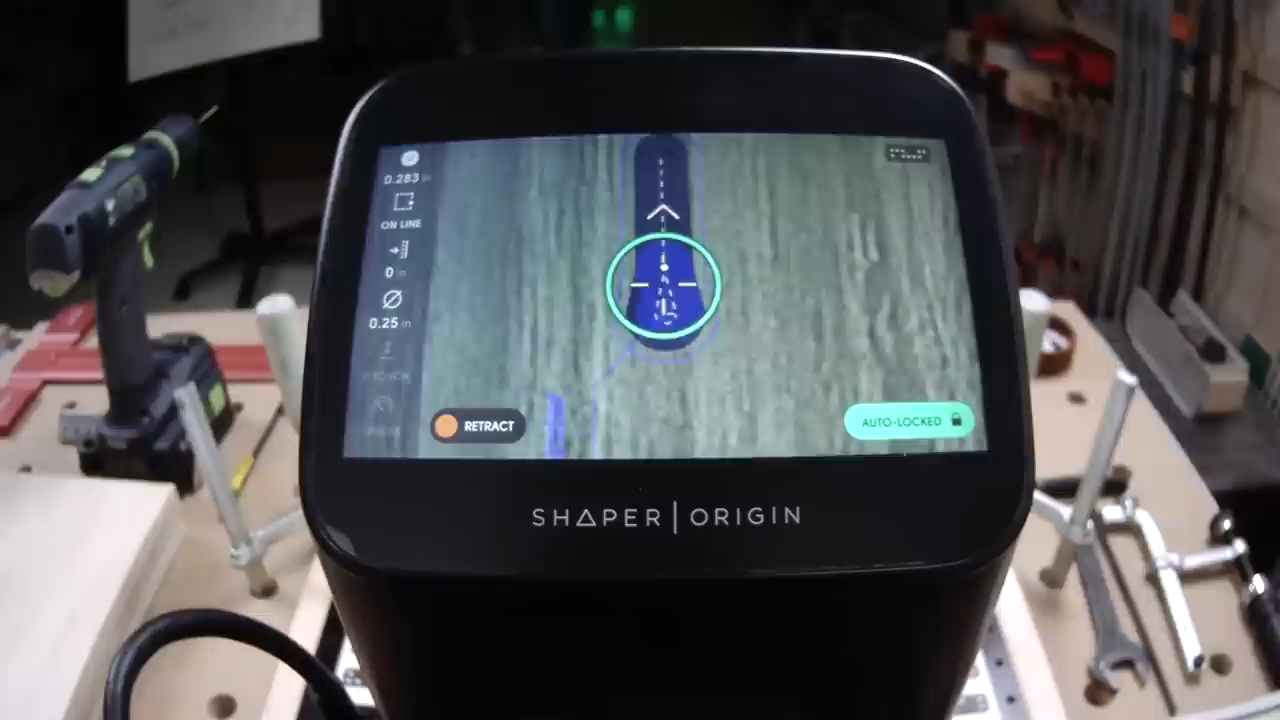 0.283 in
ON LINE
0 in
0.25 in
RETRACT
AUTO-LOCKED
SHAPER | ORIGIN